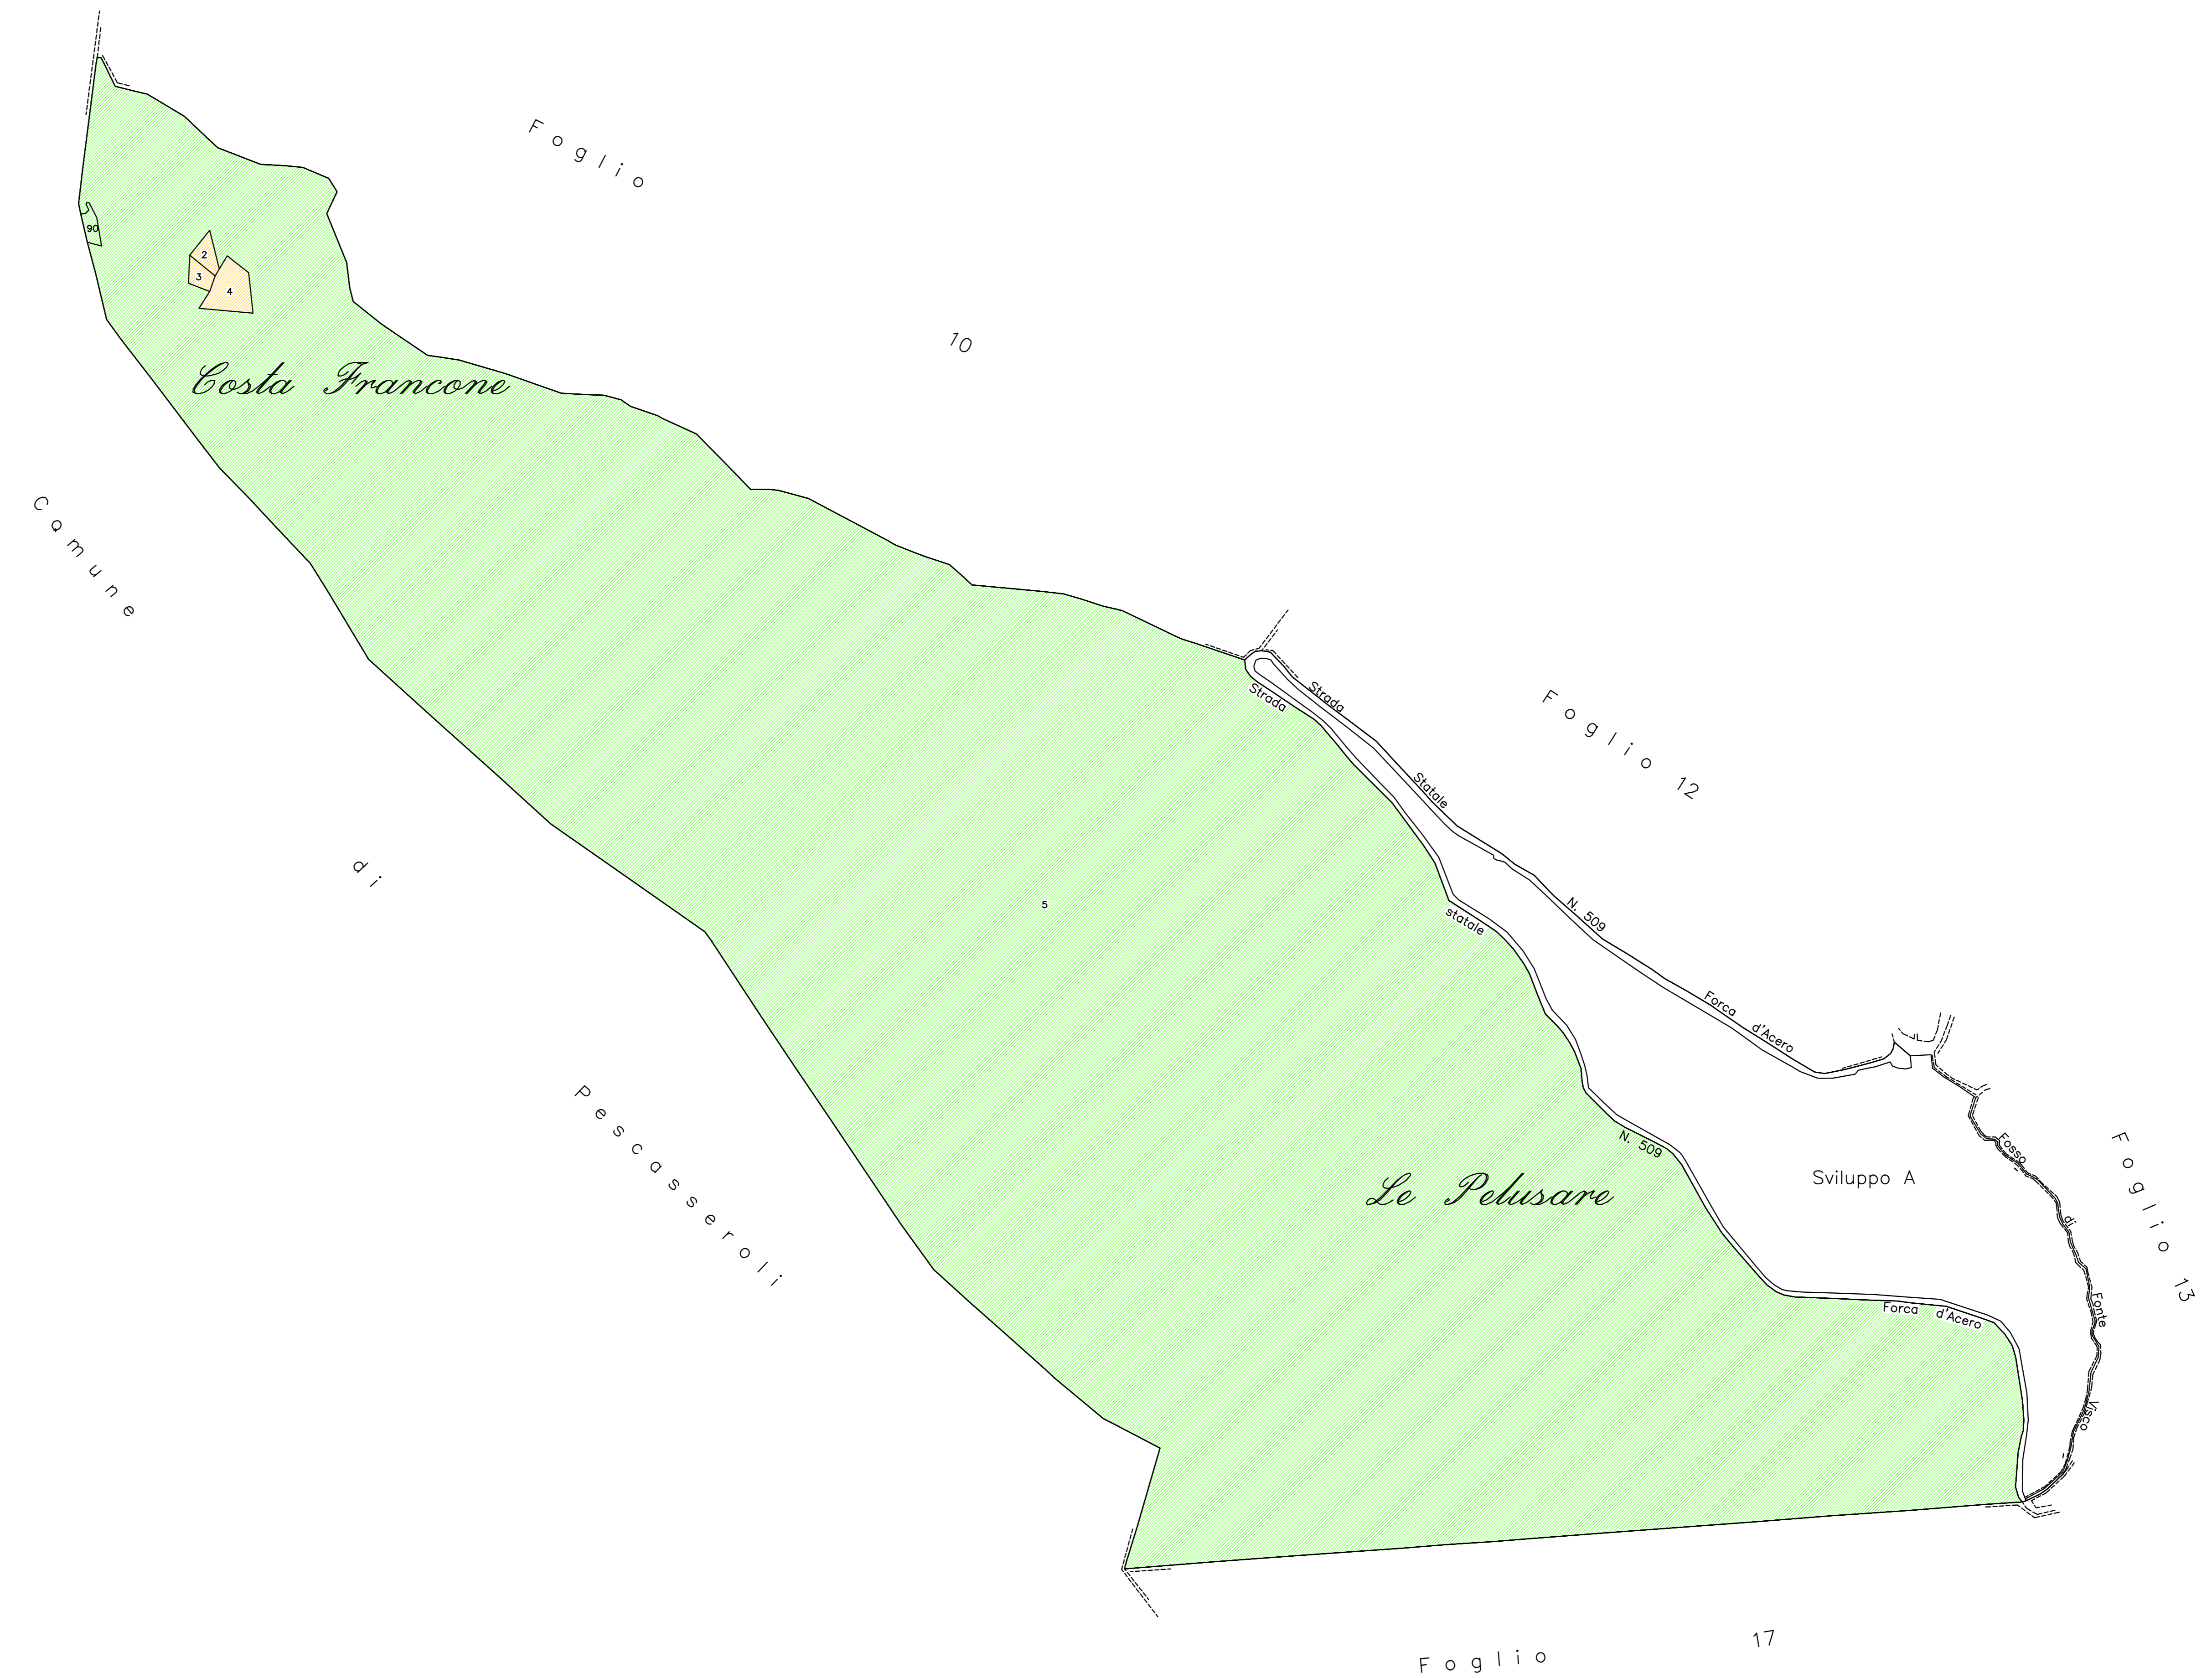 Foglio
10
90
2
3
4
Costa Francone
Camune
di
Pescasseroli
5
Strada
statale
N. 509
Forca d'Acero
Strada
Statale
N. 509
Forca d'Acero
Foglio 12
Sviluppo A
Le Pelusare
Fosso
di
Fonte
Visco
Foglio 13
Foglio 17